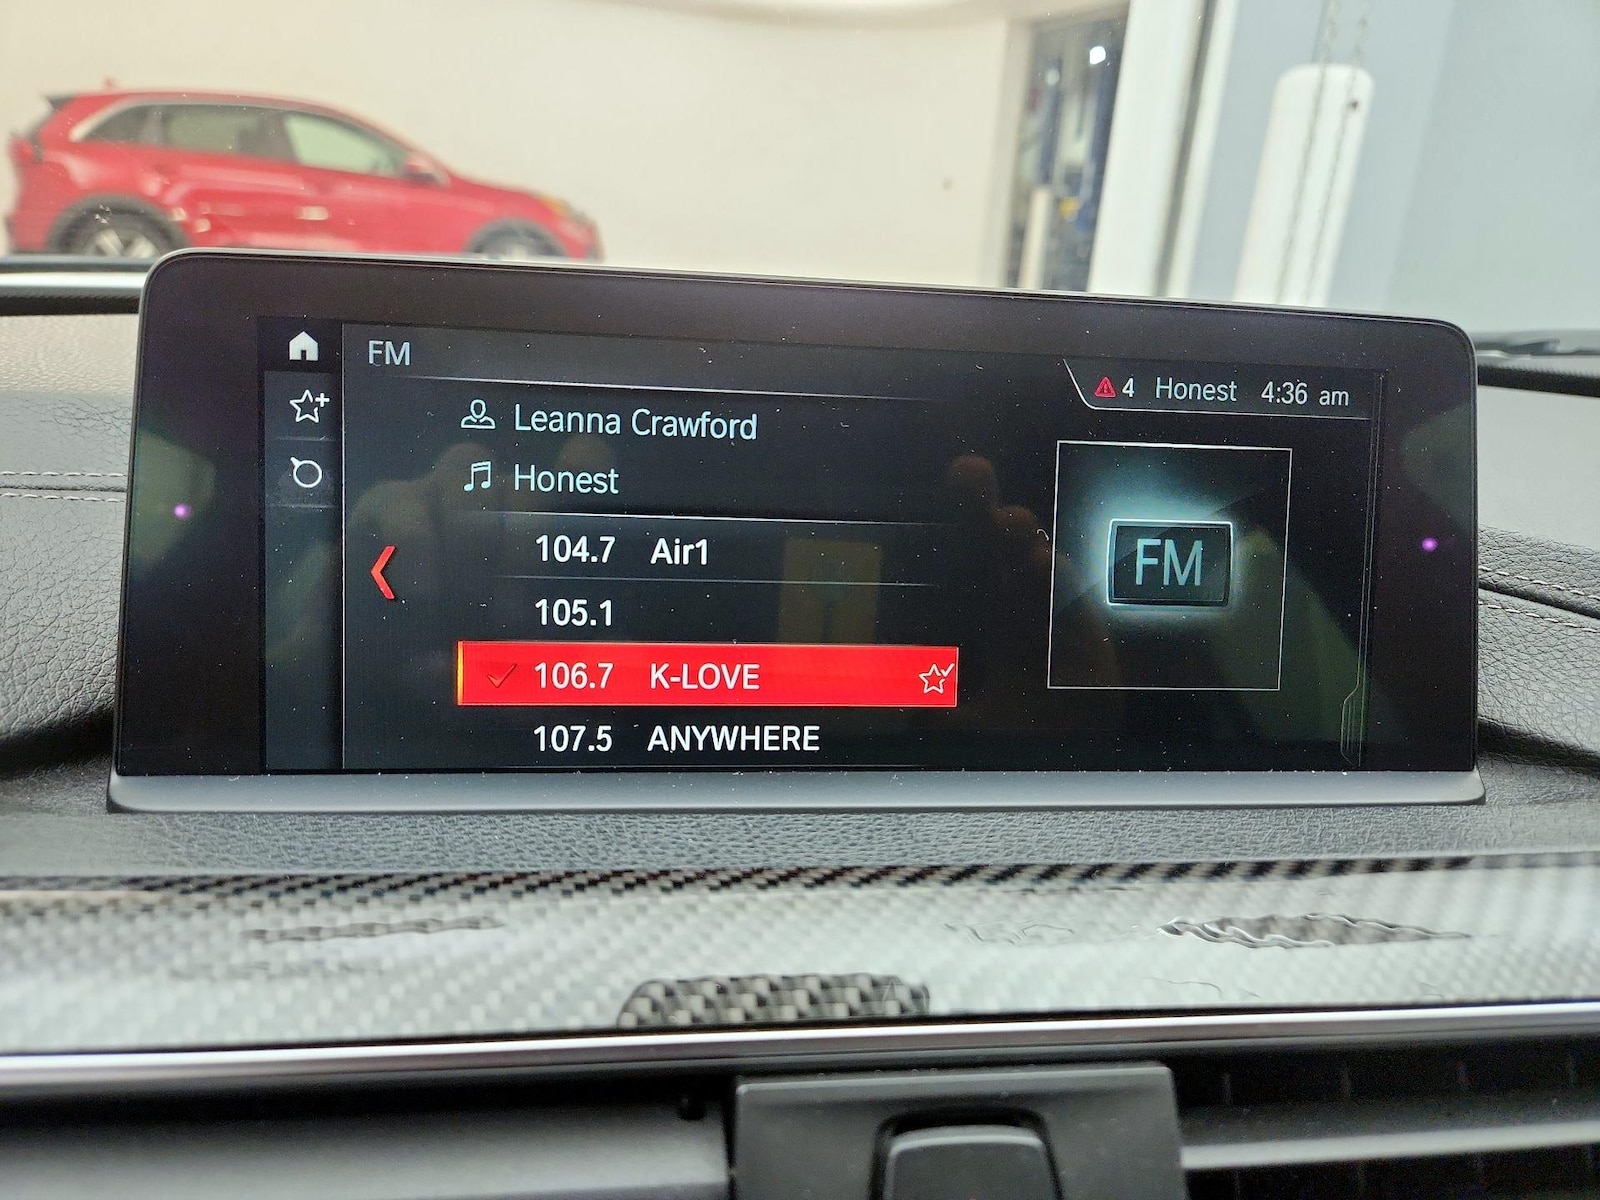 FM
4 Honest 4:36 am
Leanna Crawford
Honest
104.7 Air1
105.1
106.7 K-LOVE
107.5 ANYWHERE
FM